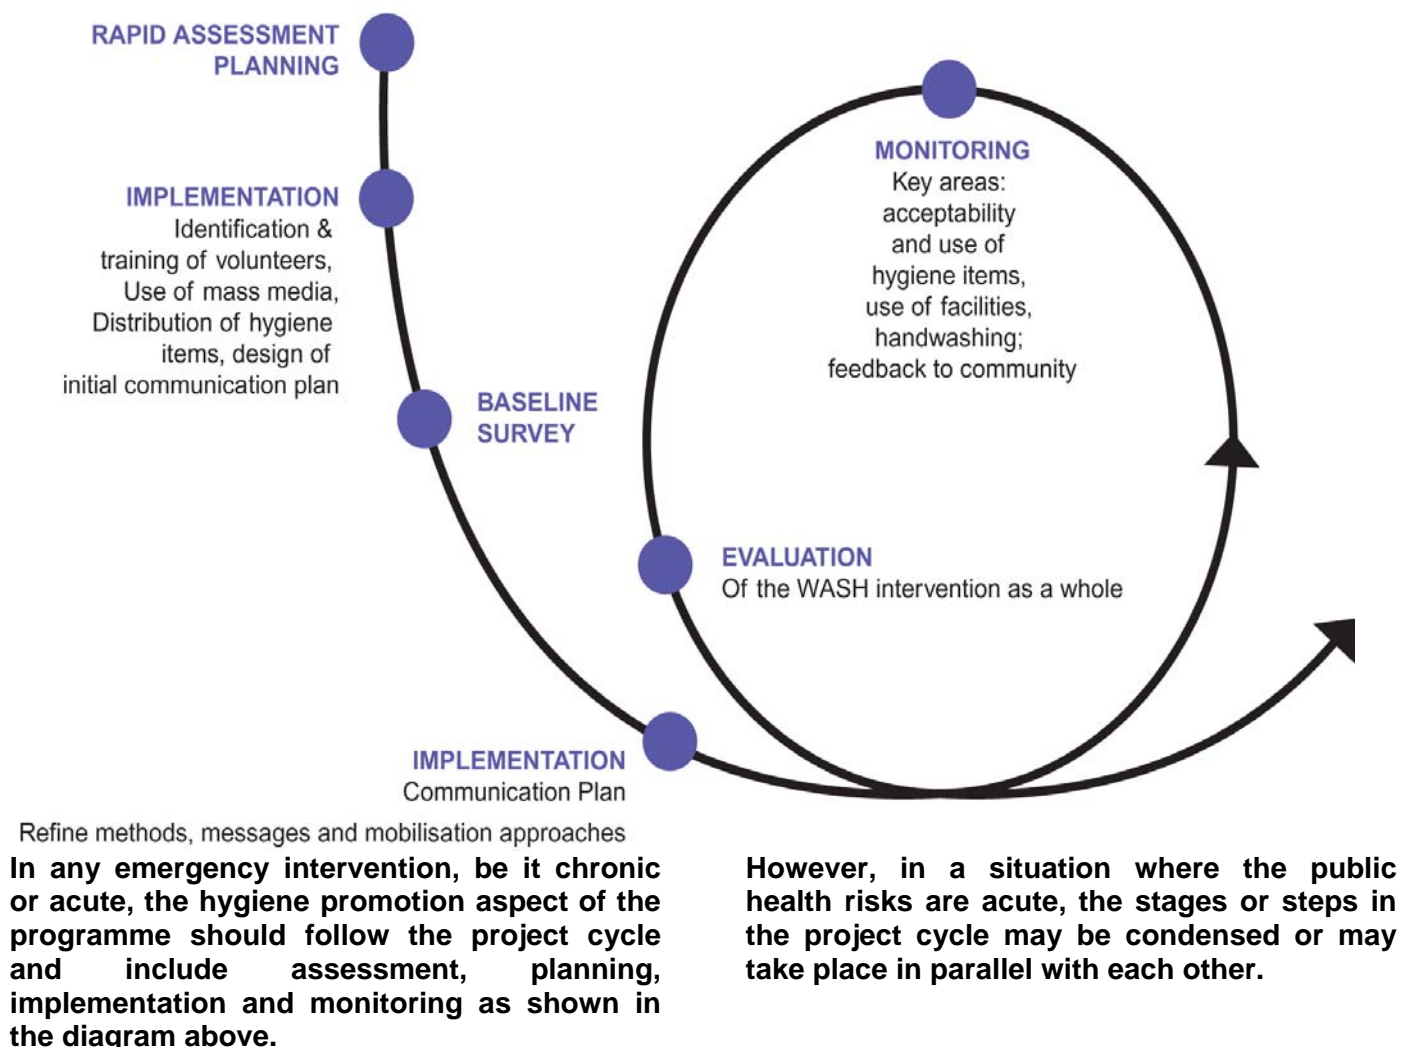 RAPID ASSESSMENT
PLANNING
IMPLEMENTATION
Identification &
training of volunteers,
Use of mass media,
Distribution of hygiene
items, design of
initial communication plan
BASELINE
SURVEY
MONITORING
Key areas:
acceptability
and use of
hygiene items,
use of facilities,
handwashing;
feedback to community
EVALUATION
Of the WASH intervention as a whole
IMPLEMENTATION
Communication Plan
Refine methods, messages and mobilisation approaches
In any emergency intervention, be it chronic
or acute, the hygiene promotion aspect of the
programme should follow the project cycle
and include assessment, planning,
implementation and monitoring as shown in
the diagram above.
However, in a situation where the public
health risks are acute, the stages or steps in
the project cycle may be condensed or may
take place in parallel with each other.